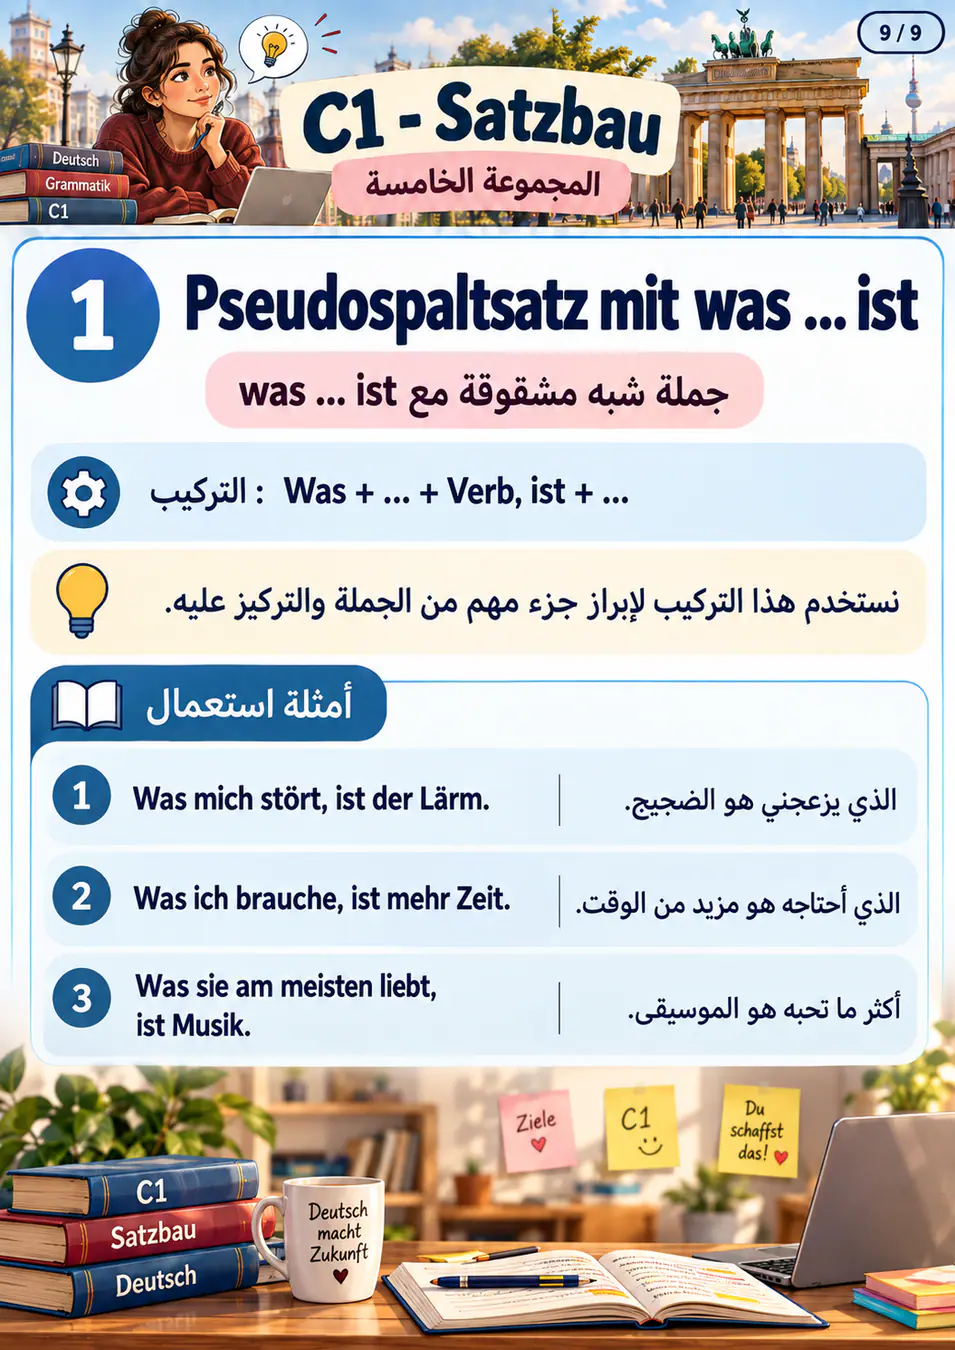 9 / 9
C1 - Satzbau
المجموعة الخامسة
Deutsch
Grammatik
C1
1
Pseudospaltsatz mit was ... ist
جملة شبه مشقوقة مع was ... ist
التركيب : Was + ... + Verb, ist + ...
نستخدم هذا التركيب لإبراز جزء مهم من الجملة والتركيز عليه.
أمثلة استعمال
1
Was mich stört, ist der Lärm.
الذي يزعجني هو الضجيج.
2
Was ich brauche, ist mehr Zeit.
الذي أحتاجه هو مزيد من الوقت.
3
Was sie am meisten liebt,
ist Musik.
أكثر ما تحبه هو الموسيقى.
Ziele
C1
Du
schaffst
das!
C1
Satzbau
Deutsch
Deutsch
macht
Zukunft